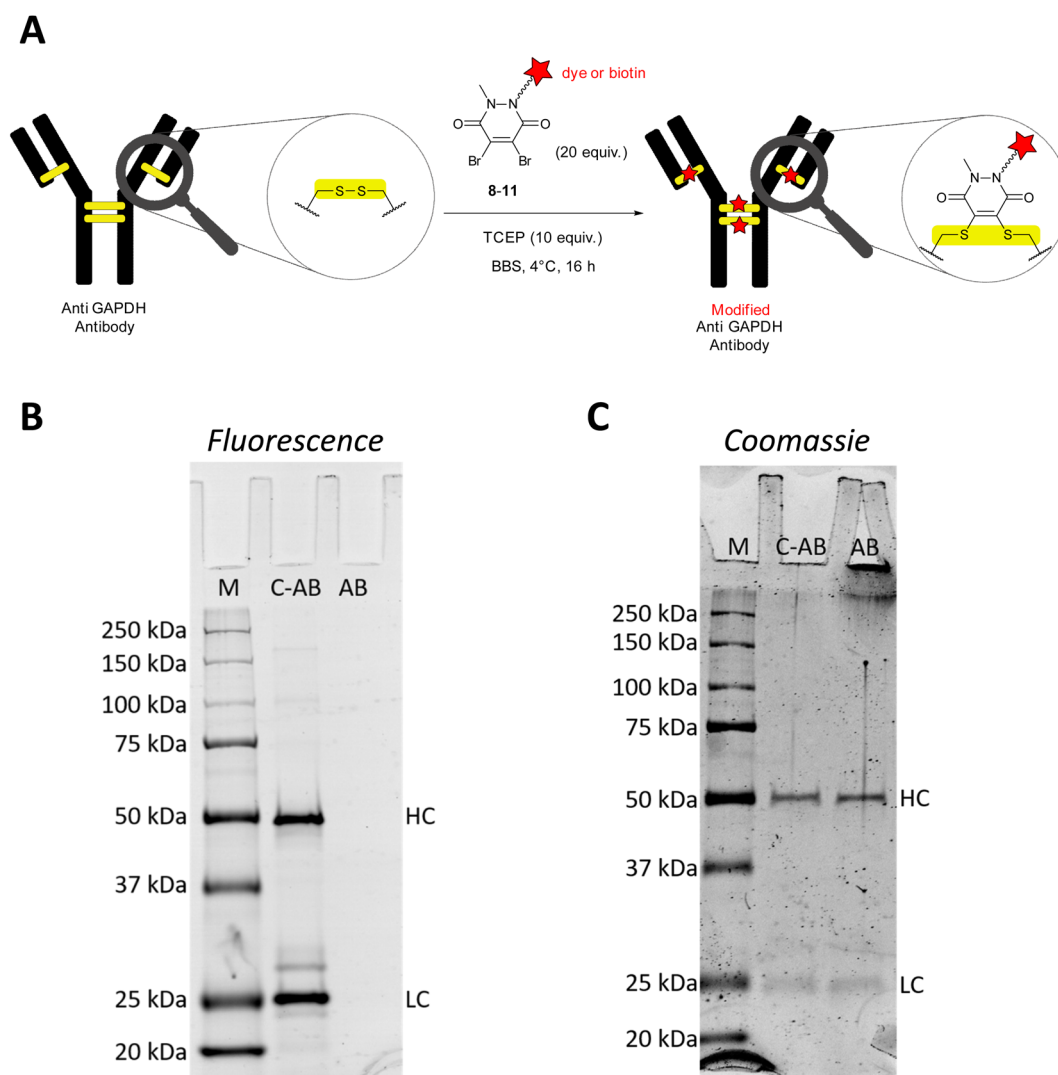 A
dye or biotin
N
N
O
O
Br
Br
(20 equiv.)
8-11
S
S
TCEP (10 equiv.)
BBS, 4°C, 16 h
Anti GAPDH
Antibody
N
N
O
O
S
S
Modified
Anti GAPDH
Antibody
B
Fluorescence
M
C-AB
AB
250 kDa
150 kDa
100 kDa
75 kDa
50 kDa
HC
37 kDa
25 kDa
LC
20 kDa
C
Coomassie
M
C-AB
AB
250 kDa
150 kDa
100 kDa
75 kDa
50 kDa
HC
37 kDa
25 kDa
LC
20 kDa